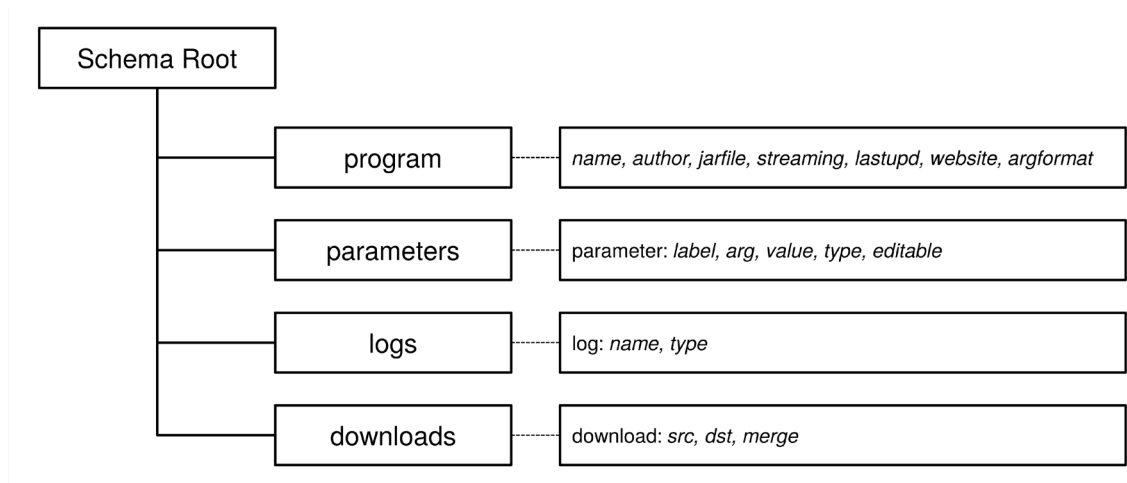 Schema Root
program
name, author, jarfile, streaming, lastupd, website, argformat
parameters
parameter: label, arg, value, type, editable
logs
log: name, type
downloads
download: src, dst, merge